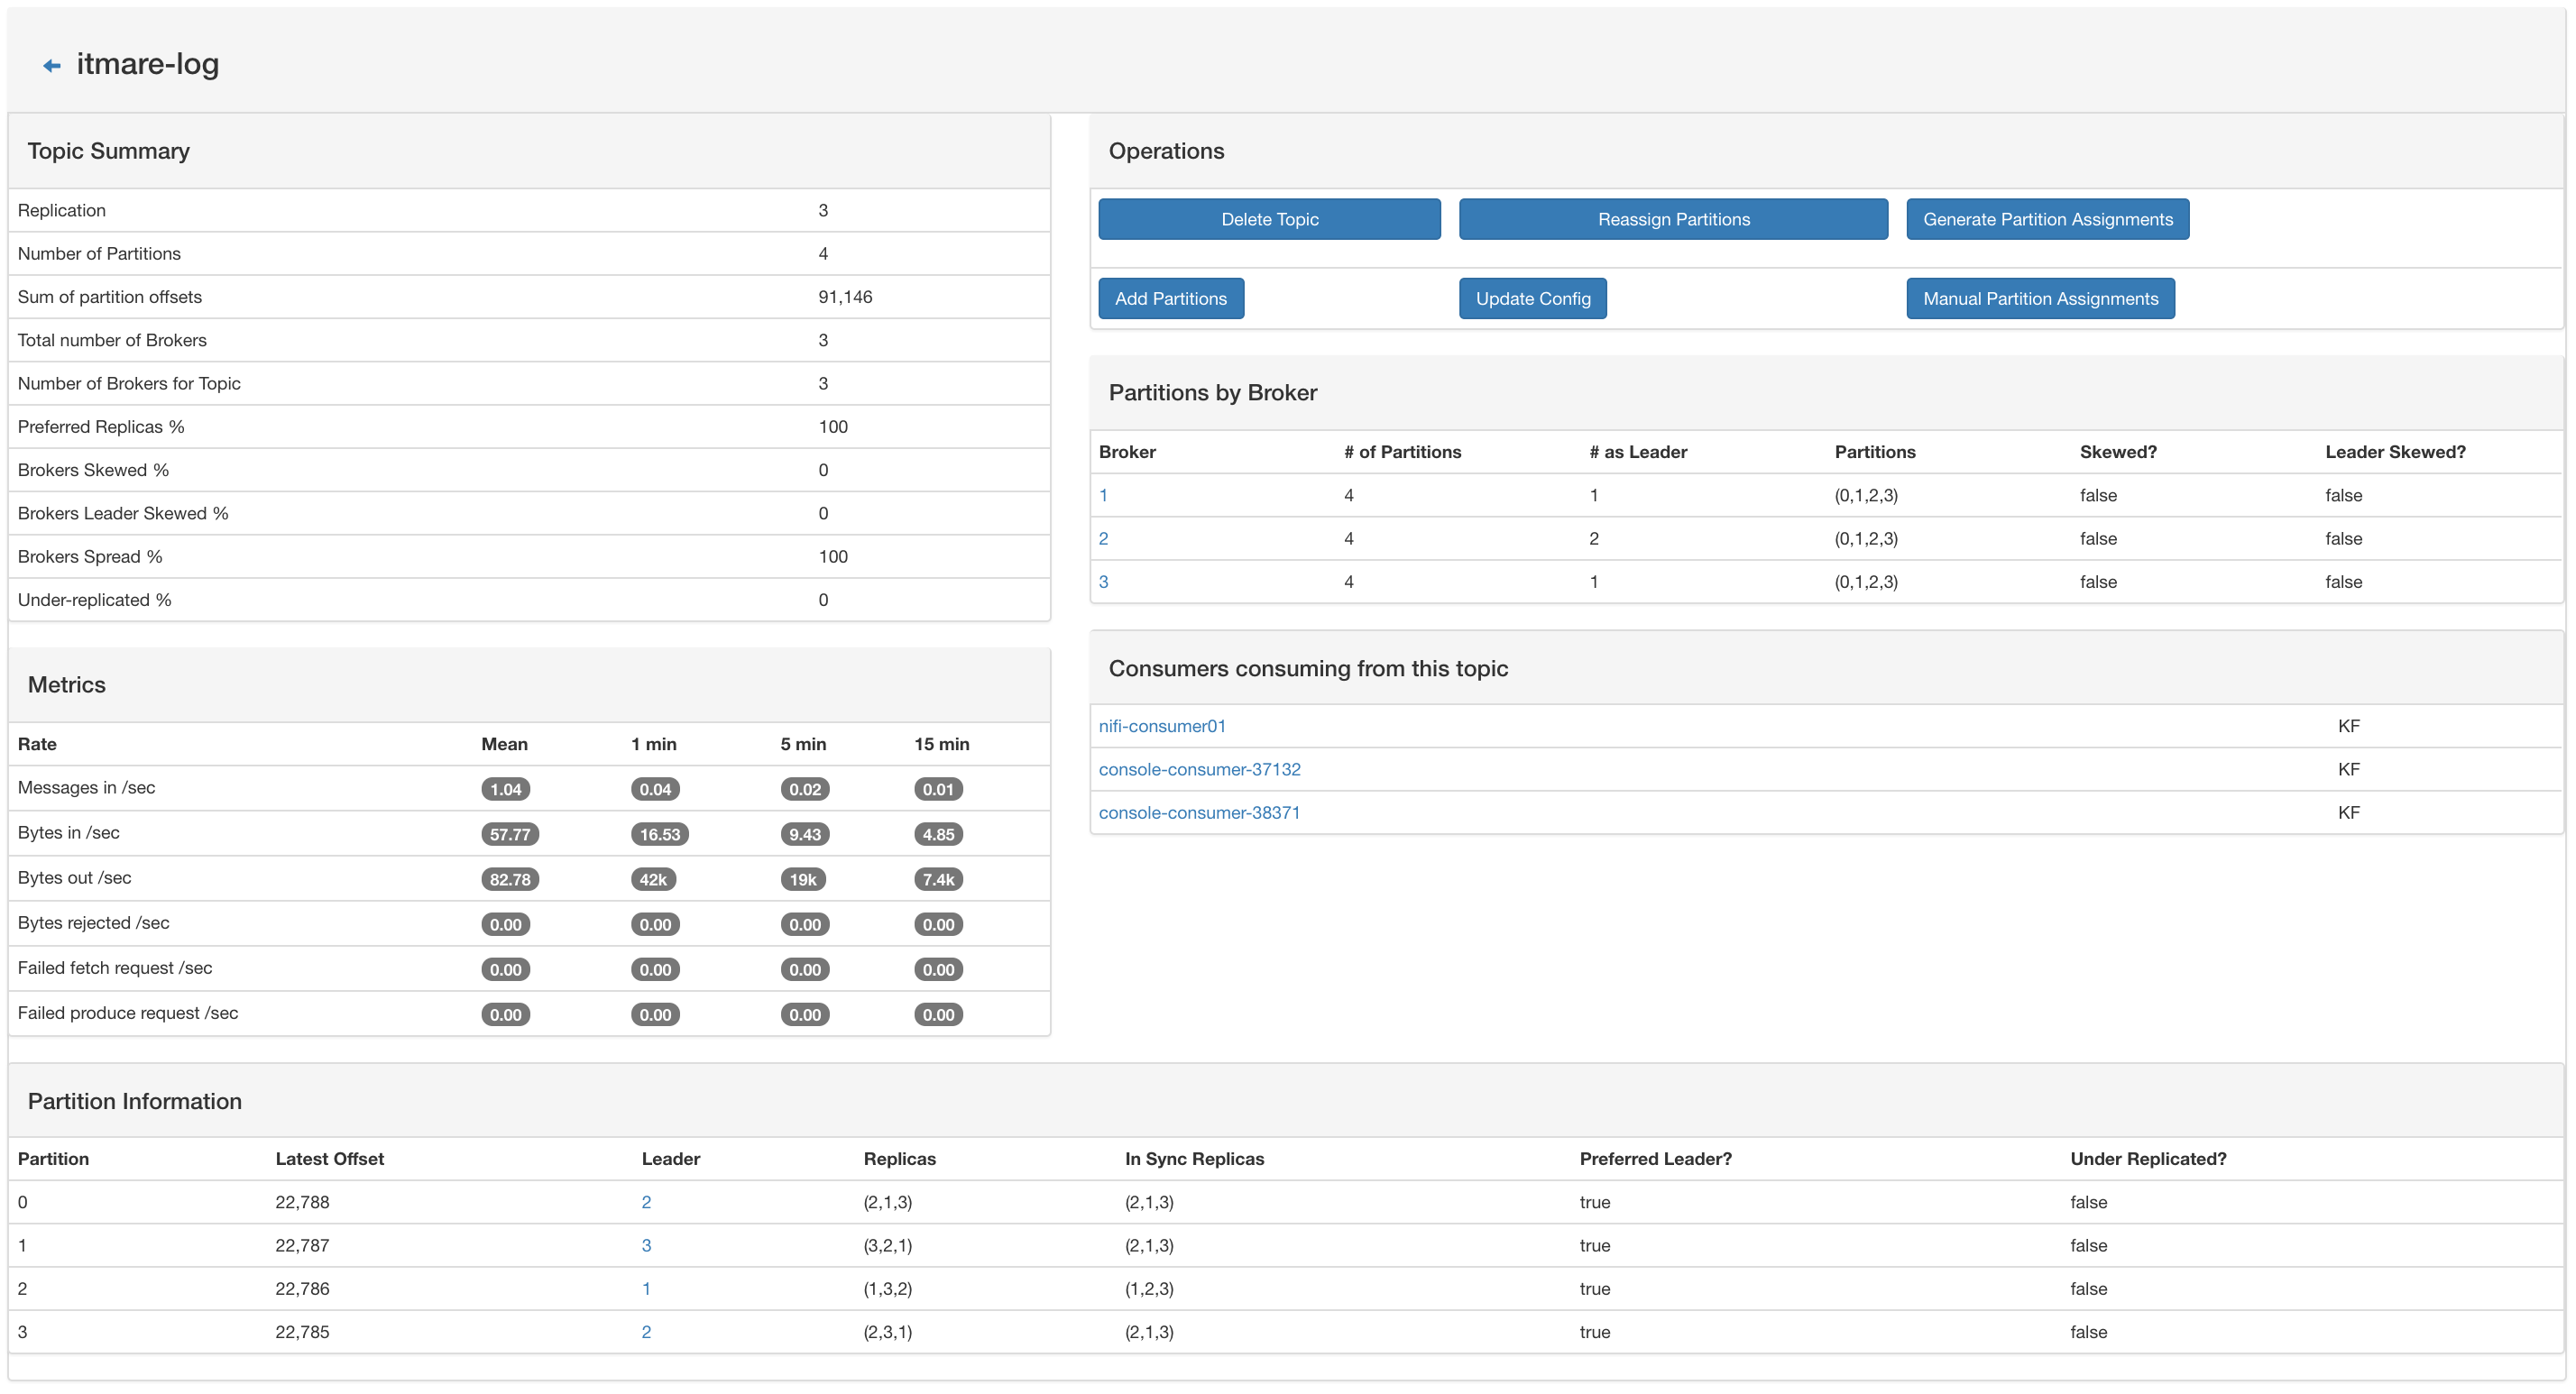 itmare-log
Topic Summary
Replication 3
Number of Partitions 4
Sum of partition offsets 91,146
Total number of Brokers 3
Number of Brokers for Topic 3
Preferred Replicas % 100
Brokers Skewed % 0
Brokers Leader Skewed % 0
Brokers Spread % 100
Under-replicated % 0
Metrics
Rate Mean 1 min 5 min 15 min
Messages in /sec 1.04 0.04 0.02 0.01
Bytes in /sec 57.77 16.53 9.43 4.85
Bytes out /sec 82.78 42k 19k 7.4k
Bytes rejected /sec 0.00 0.00 0.00 0.00
Failed fetch request /sec 0.00 0.00 0.00 0.00
Failed produce request /sec 0.00 0.00 0.00 0.00
Operations
Delete Topic Reassign Partitions Generate Partition Assignments
Add Partitions Update Config Manual Partition Assignments
Partitions by Broker
Broker # of Partitions # as Leader Partitions Skewed? Leader Skewed?
1 4 1 (0,1,2,3) false false
2 4 2 (0,1,2,3) false false
3 4 1 (0,1,2,3) false false
Consumers consuming from this topic
nifi-consumer01 KF
console-consumer-37132 KF
console-consumer-38371 KF
Partition Information
Partition Latest Offset Leader Replicas In Sync Replicas Preferred Leader? Under Replicated?
0 22,788 2 (2,1,3) (2,1,3) true false
1 22,787 3 (3,2,1) (2,1,3) true false
2 22,786 1 (1,3,2) (1,2,3) true false
3 22,785 2 (2,3,1) (2,1,3) true false